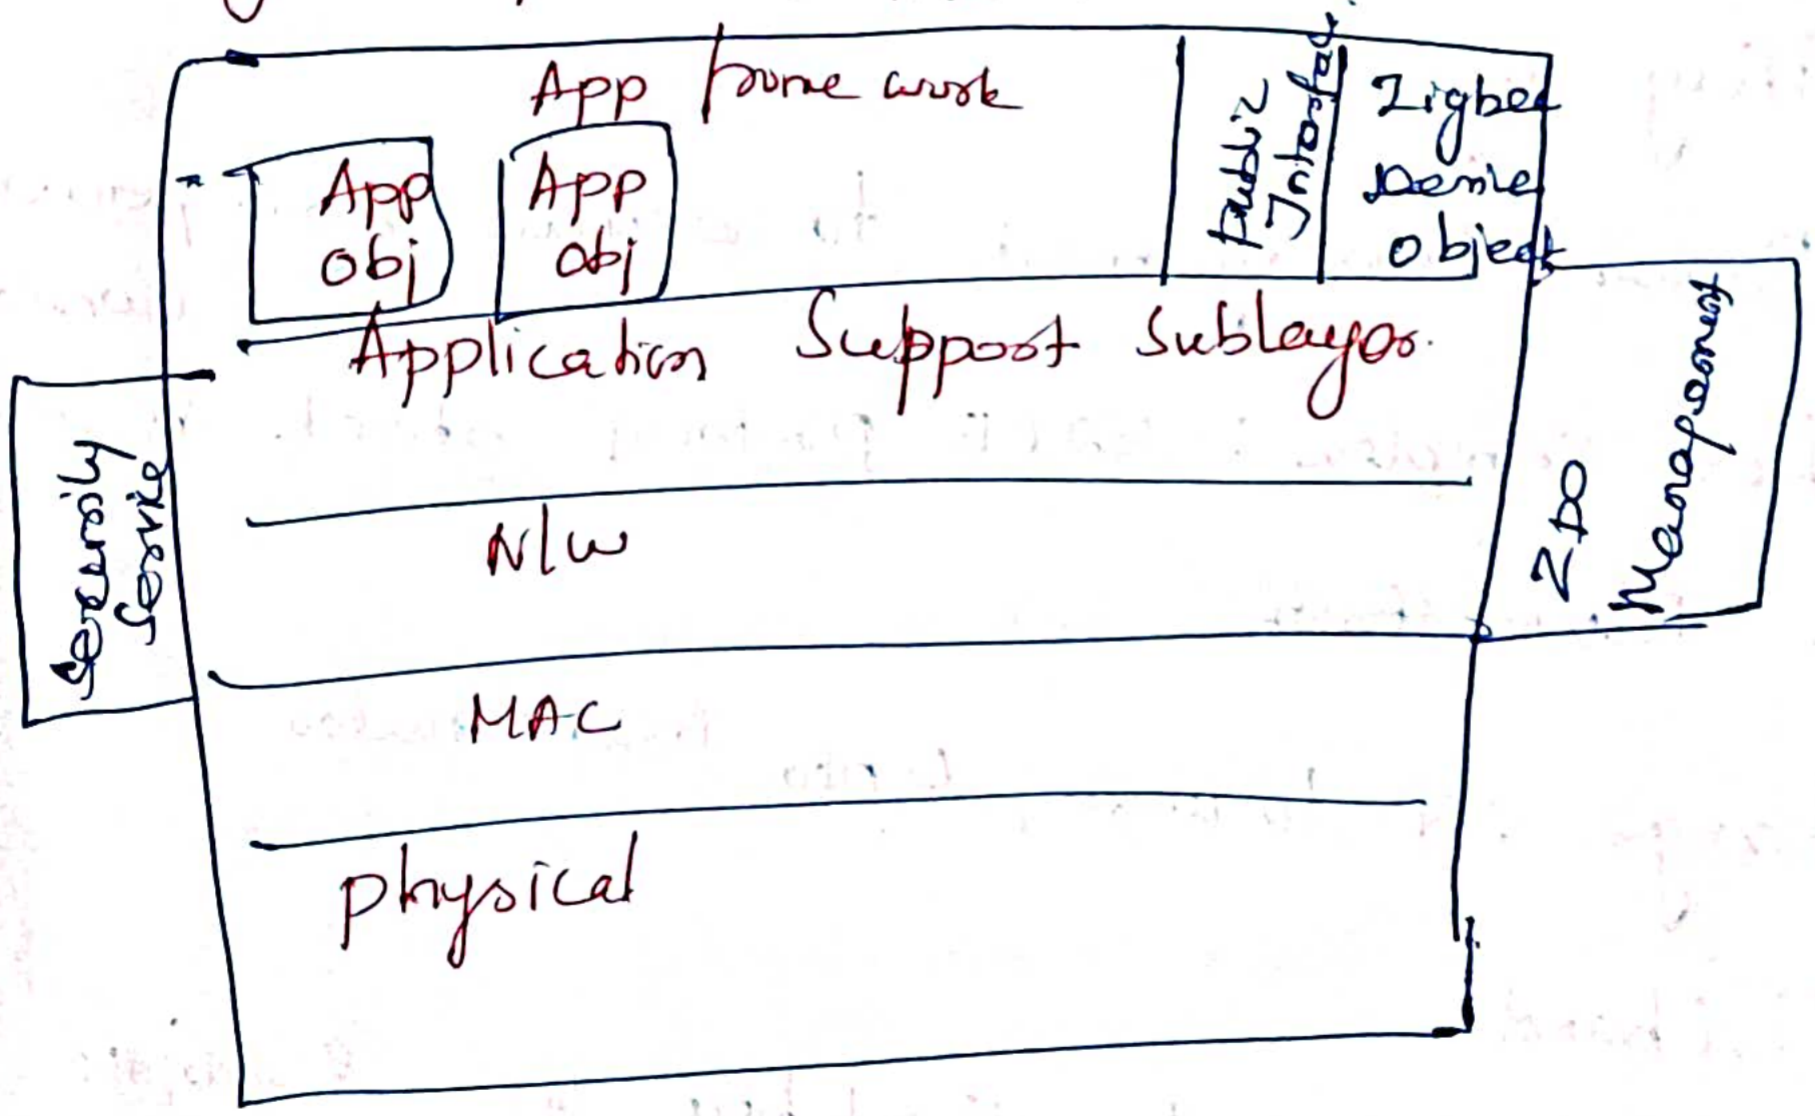 App frame work
App
obj
App
obj
Public
Interface
Zigbee
Device
Object
Application Support Sublayer.
Security
Service
N/w
ZDO
Management
MAC
physical